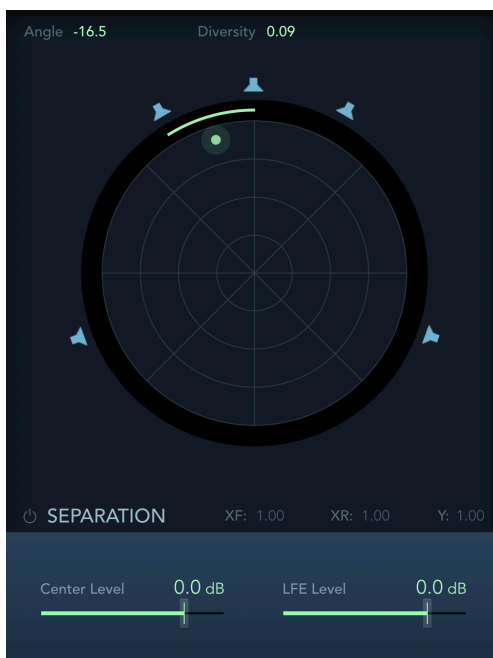 Angle -16.5 Diversity 0.09
SEPARATION XF: 1.00 XR: 1.00 Y: 1.00
Center Level 0.0 dB LFE Level 0.0 dB